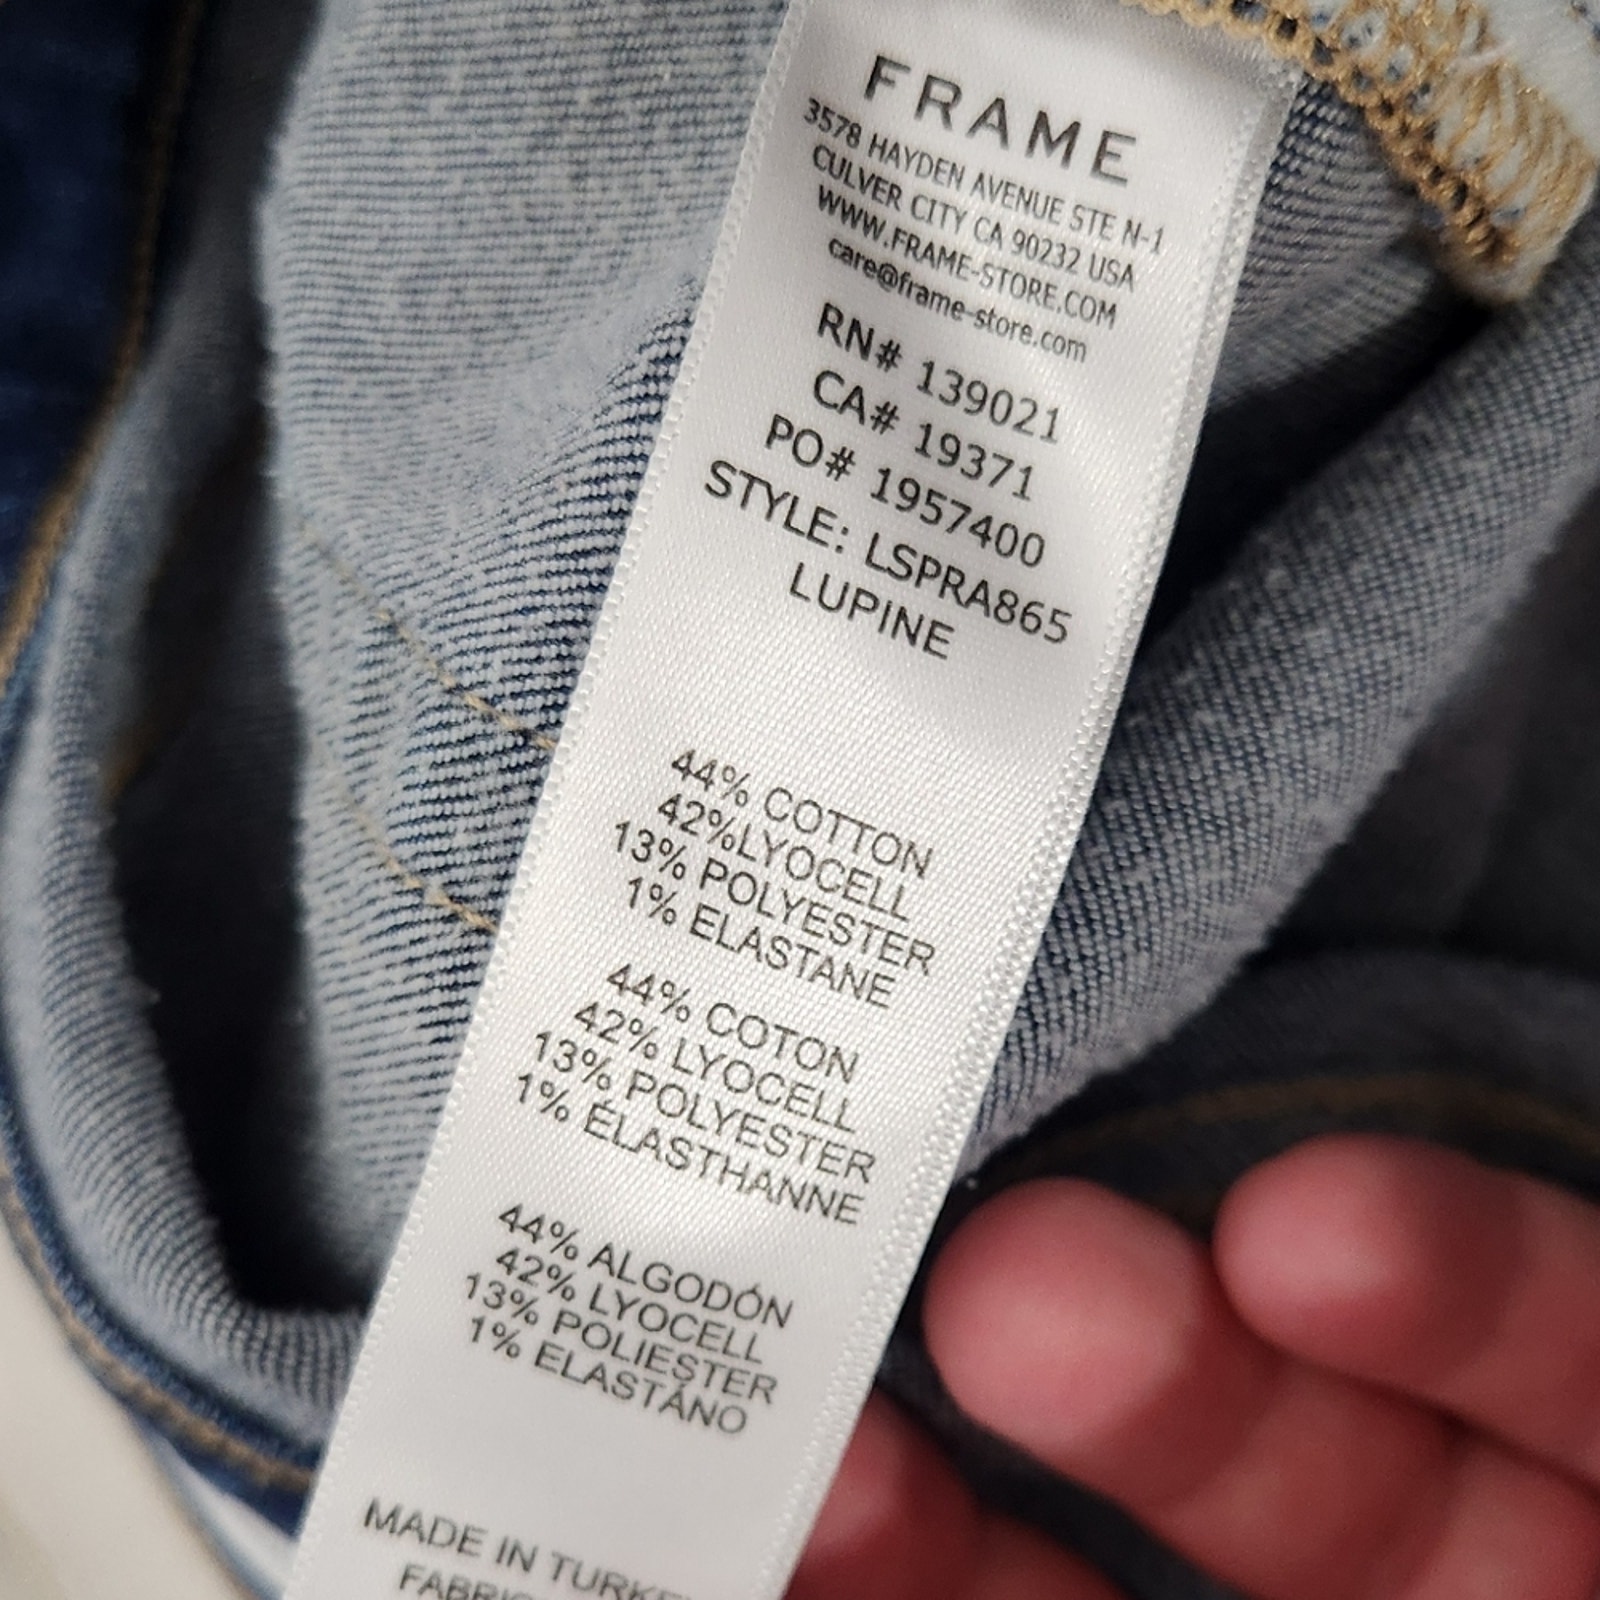 FRAME
3578 HAYDEN AVENUE STE N-1
CULVER CITY CA 90232 USA
WWW.FRAME-STORE.COM
care@frame-store.com
RN# 139021
CA# 19371
PO# 1957400
STYLE: LSPRA865
LUPINE
44% COTTON
42%LYOCELL
13% POLYESTER
1% ELASTANE
44% COTON
42% LYOCELL
13% POLYESTER
1% ÉLASTHANNE
44% ALGODÓN
42% LYOCELL
13% POLIESTER
1% ELASTÁNO
MADE IN